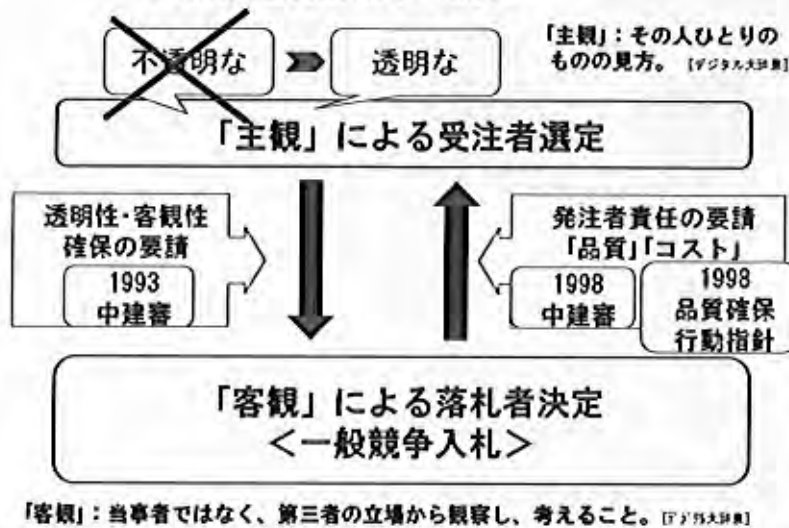 不透明な
透明な
「主観」：その人ひとりの
ものの見方。 [デジタル大辞泉]
「主観」による受注者選定
透明性・客観性
確保の要請
1993
中建審
発注者責任の要請
「品質」「コスト」
1998
中建審
1998
品質確保
行動指針
「客観」による落札者決定
＜一般競争入札＞
「客観」：当事者ではなく、第三者の立場から観察し、考えること。 [デジタル大辞泉]